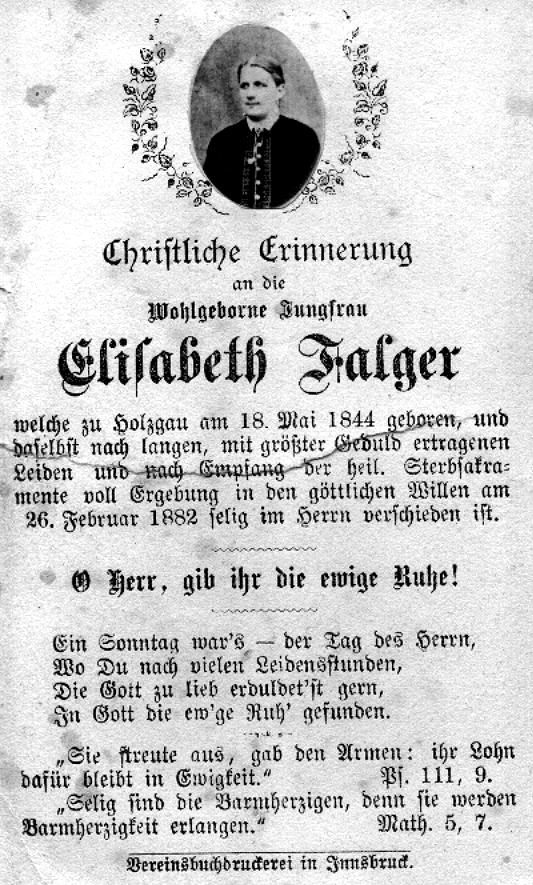 Chriſtliche Erinnerung
an die
Wohlgeborne Jungfrau
Eliſabeth Falger
welche zu Holzgau am 18. Mai 1844 geboren, und
daſelbſt nach langen, mit größter Geduld ertragenen
Leiden und nach Empfang der heil. Sterbſakra-
mente voll Ergebung in den göttlichen Willen am
26. Februar 1882 ſelig im Herrn verſchieden iſt.
O Herr, gib ihr die ewige Ruhe!
Ein Sonntag war's — der Tag des Herrn,
Wo Du nach vielen Leidensſtunden,
Die Gott zu lieb erduldet'ſt gern,
In Gott die ew'ge Ruh' gefunden.
„Sie ſtreute aus, gab den Armen: ihr Lohn
dafür bleibt in Ewigkeit.“ Pſ. 111, 9.
„Selig ſind die Barmherzigen, denn ſie werden
Barmherzigkeit erlangen.“ Math. 5, 7.
Vereinsbuchdruckerei in Innsbruck.